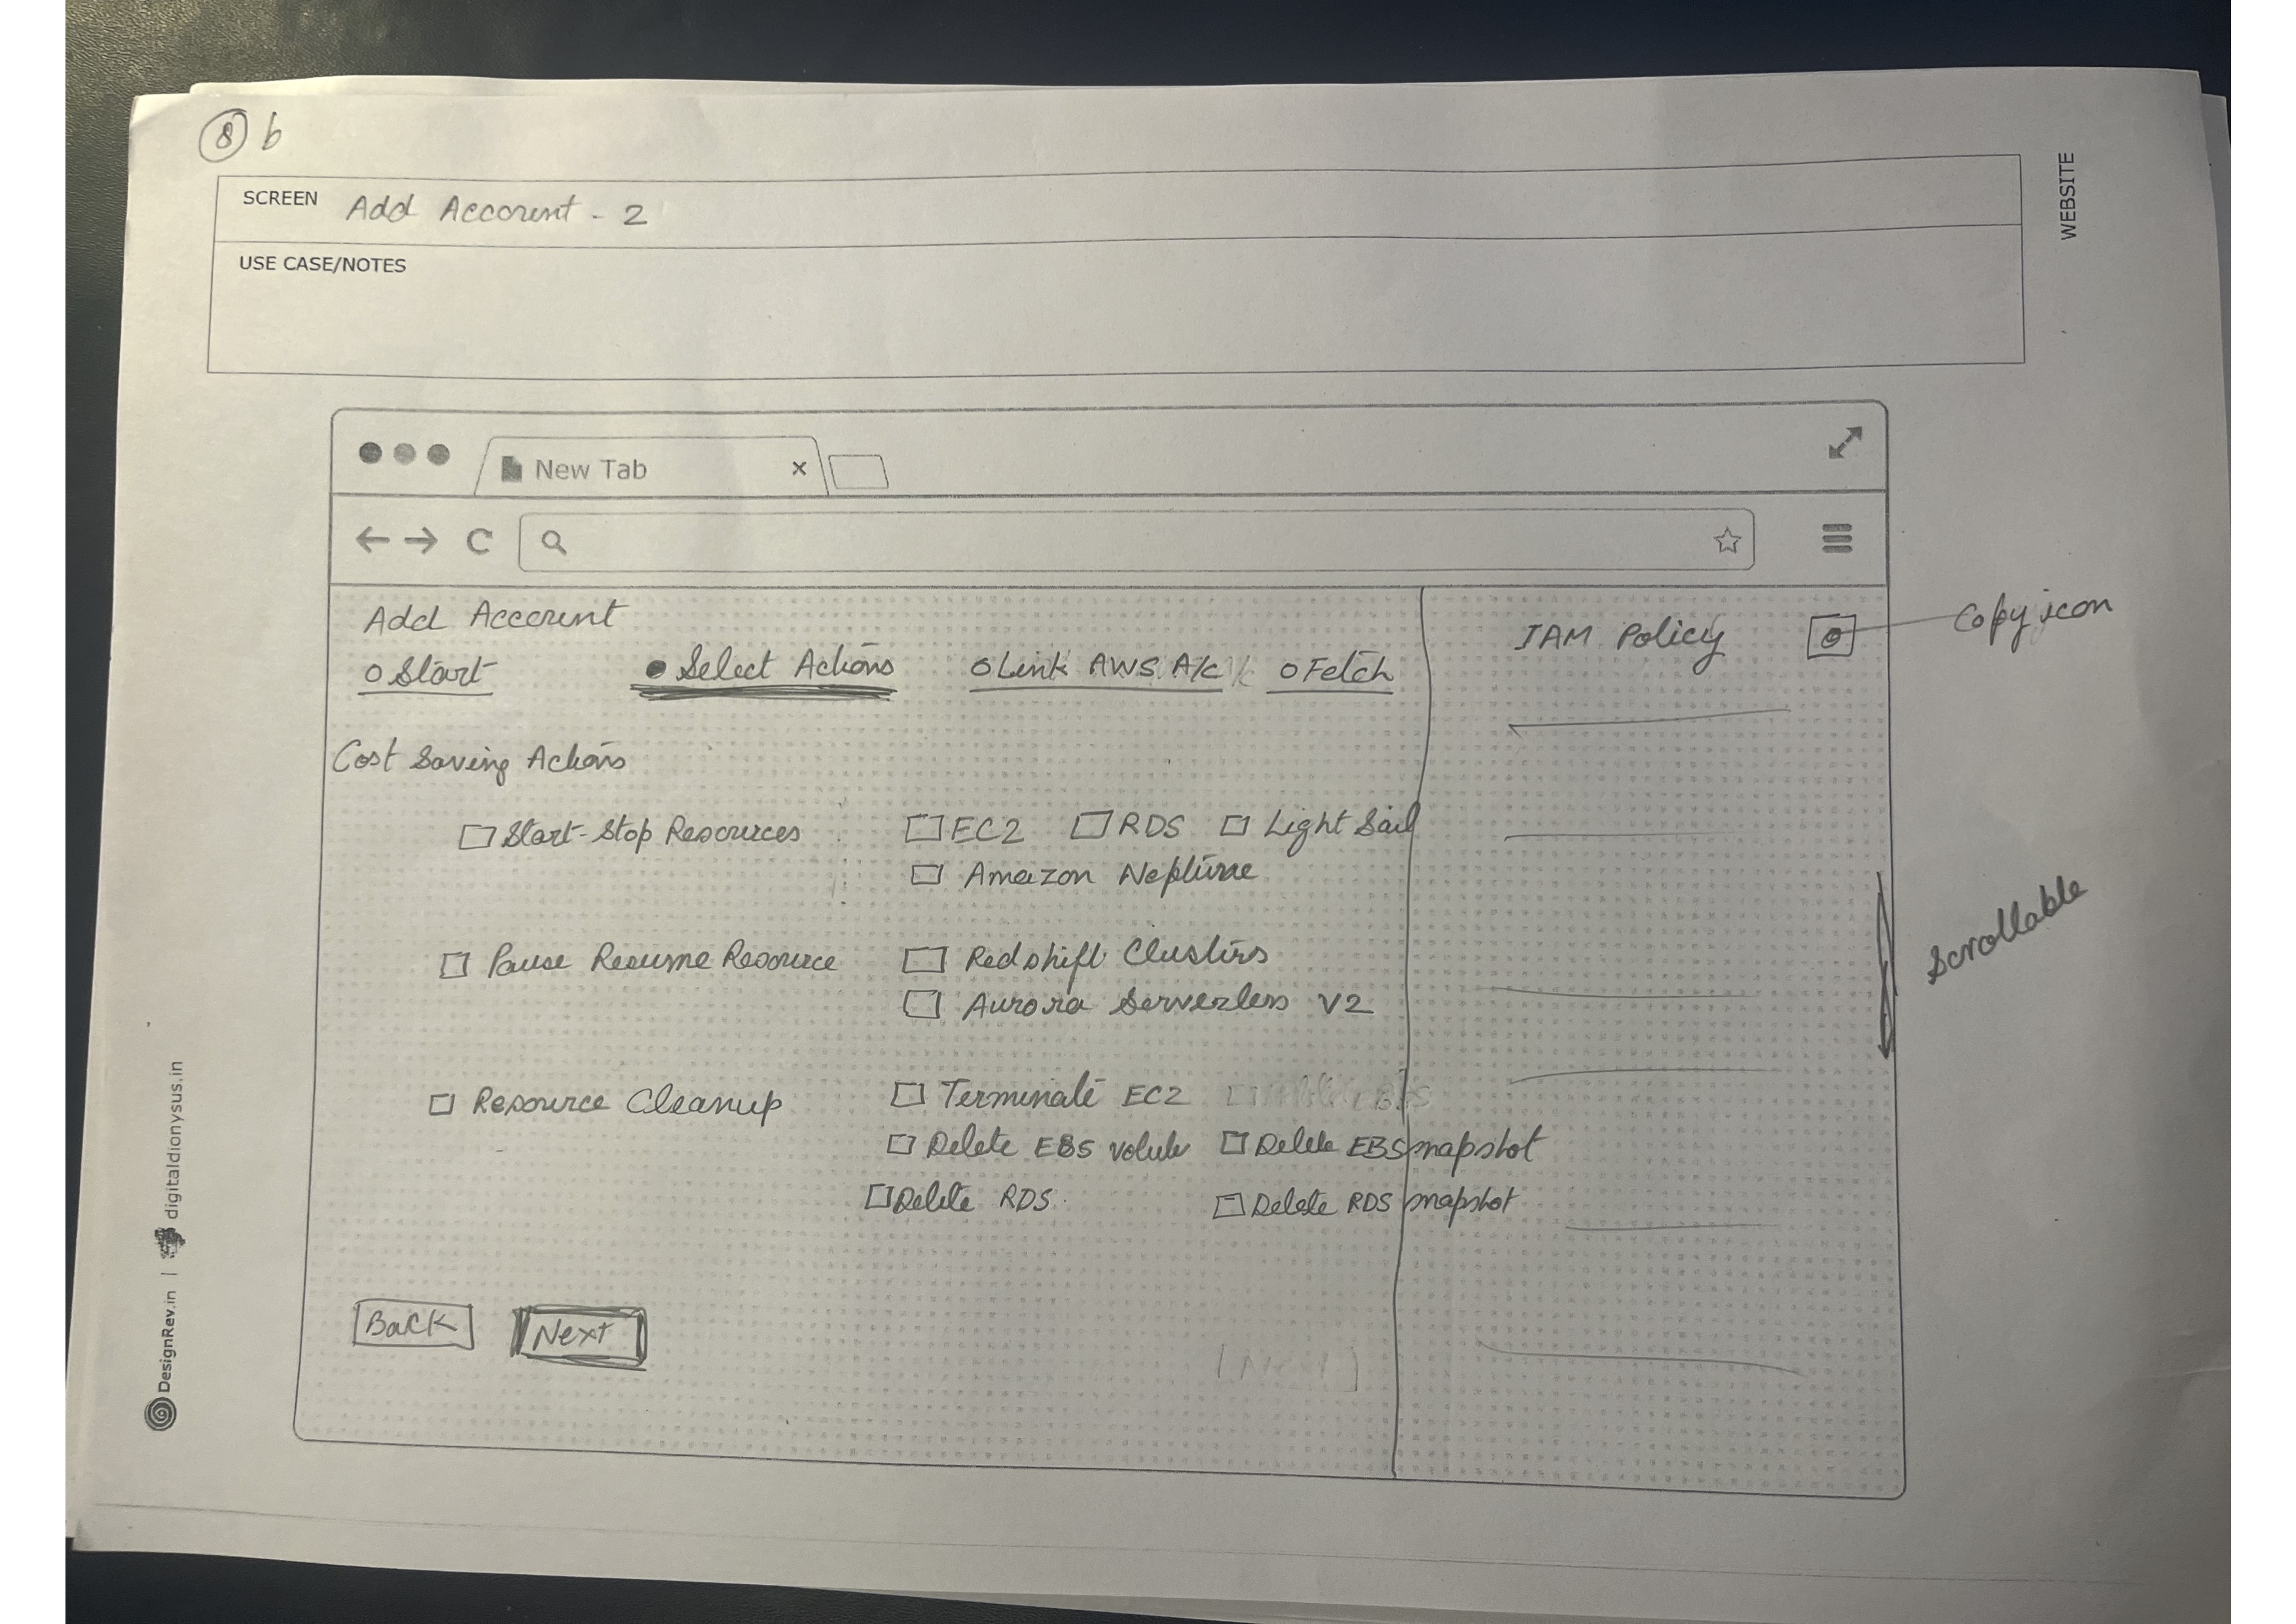 8 b
SCREEN Add Account - 2
WEBSITE
USE CASE/NOTES
New Tab ×
Add Account
Start Select Actions Link AWS A/c Fetch
IAM Policy
Copy icon
Cost Saving Actions
Start-Stop Resources EC2 RDS Light Sail
Amazon Neptune
Pause Resume Resource Redshift Clusters
Aurora Serverless V2
Scrollable
Resource Cleanup Terminate EC2
Delete EBS Delete EBS snapshot
Delete RDS Delete RDS snapshot
Back Next
[Next]
DesignRev.in | digitaldionysus.in